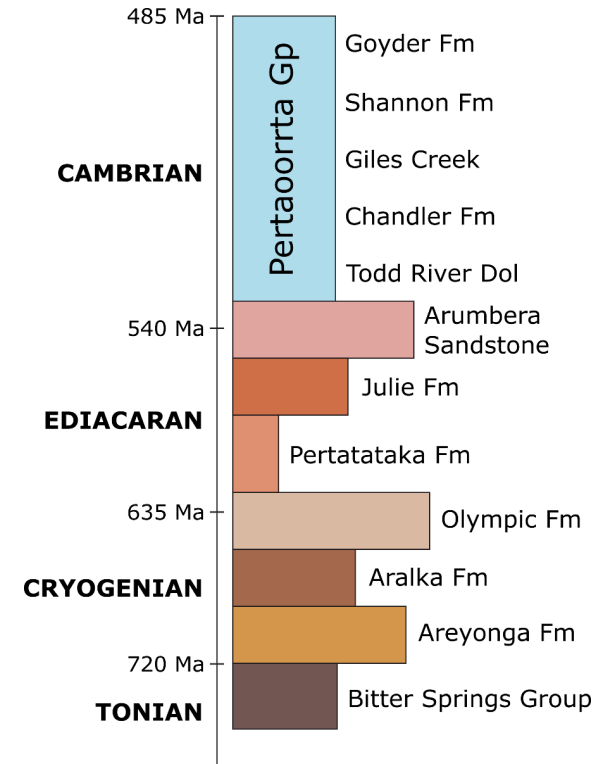 485 Ma
Goyder Fm
Shannon Fm
Pertaoorrta Gp
Giles Creek
CAMBRIAN
Chandler Fm
Todd River Dol
540 Ma
Arumbera
Sandstone
Julie Fm
EDIACARAN
Pertatataka Fm
635 Ma
Olympic Fm
Aralka Fm
CRYOGENIAN
Areyonga Fm
720 Ma
Bitter Springs Group
TONIAN